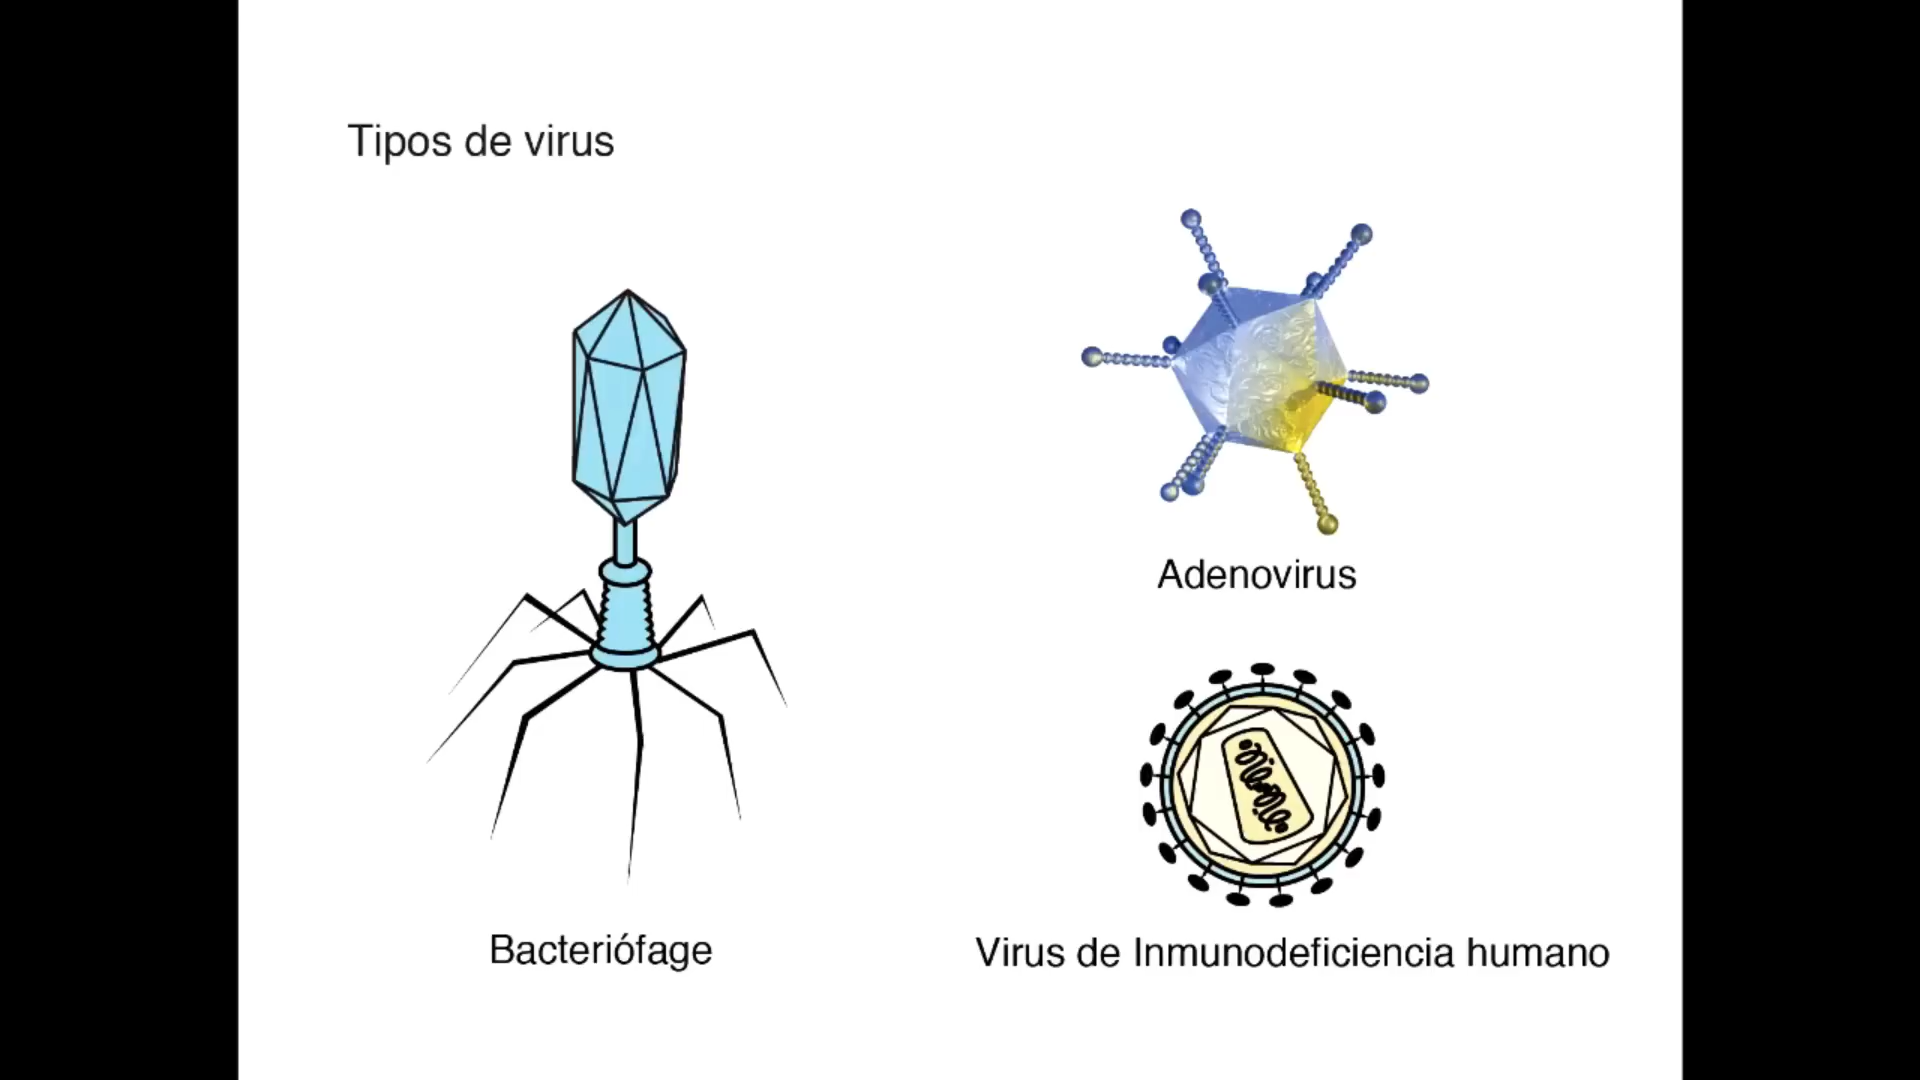 Tipos de virus
Adenovirus
Bacteriófage
Virus de Inmunodeficiencia humano